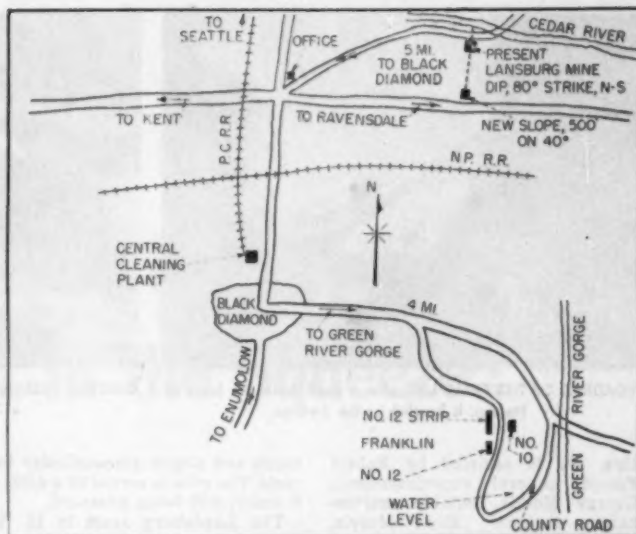 TO
SEATTLE
OFFICE
CEDAR RIVER
5 MI.
TO BLACK
DIAMOND
PRESENT
LANSBURG MINE
DIP, 80° STRIKE, N-S
TO KENT
P.C.R.R.
TO RAVENSDALE
NEW SLOPE, 500'
ON 40°
N.P. R.R.
N
CENTRAL
CLEANING
PLANT
BLACK
DIAMOND
4 MI.
TO GREEN
RIVER GORGE
TO ENUMOLOW
RIVER GORGE
GREEN
NO. 12 STRIP
FRANKLIN
NO. 12
NO.
10
WATER
LEVEL
COUNTY ROAD